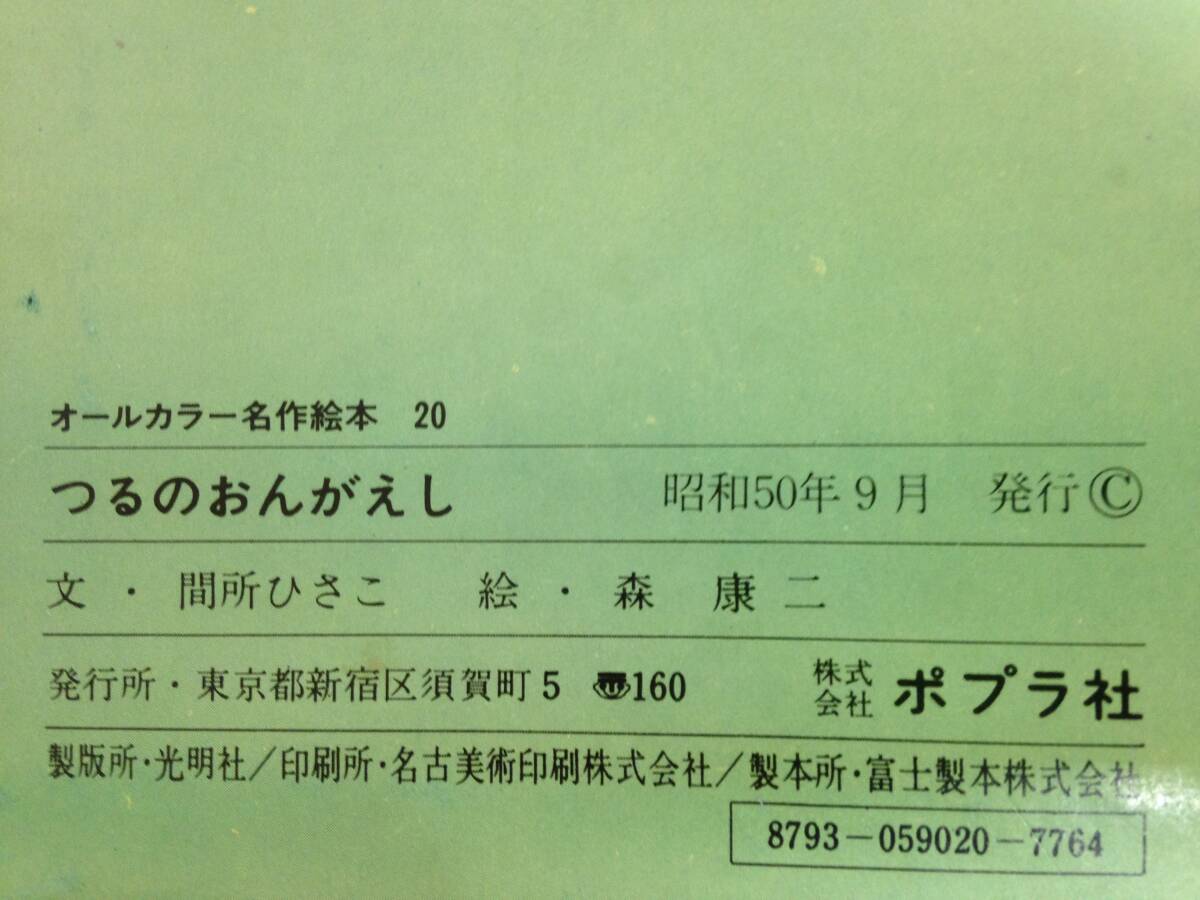 オールカラー名作絵本 20
つるのおんがえし 昭和50年9月 発行©
文・間所ひさこ 絵・森 康二
発行所・東京都新宿区須賀町5 〠160 株式会社 ポプラ社
製版所・光明社/印刷所・名古美術印刷株式会社/製本所・富士製本株式会社
8793-059020-7764